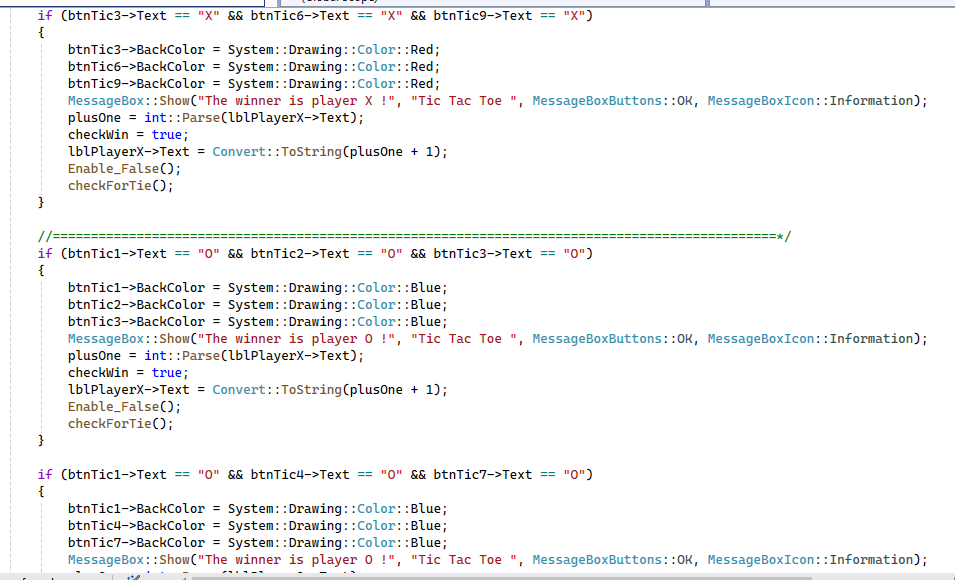 if (btnTic3->Text == "X" && btnTic6->Text == "X" && btnTic9->Text == "X")
{
btnTic3->BackColor = System::Drawing::Color::Red;
btnTic6->BackColor = System::Drawing::Color::Red;
btnTic9->BackColor = System::Drawing::Color::Red;
MessageBox::Show("The winner is player X !", "Tic Tac Toe ", MessageBoxButtons::OK, MessageBoxIcon::Information);
plusOne = int::Parse(lblPlayerX->Text);
checkWin = true;
lblPlayerX->Text = Convert::ToString(plusOne + 1);
Enable_False();
checkForTie();
}
//===============================================================================================*/
if (btnTic1->Text == "O" && btnTic2->Text == "O" && btnTic3->Text == "O")
{
btnTic1->BackColor = System::Drawing::Color::Blue;
btnTic2->BackColor = System::Drawing::Color::Blue;
btnTic3->BackColor = System::Drawing::Color::Blue;
MessageBox::Show("The winner is player O !", "Tic Tac Toe ", MessageBoxButtons::OK, MessageBoxIcon::Information);
plusOne = int::Parse(lblPlayerX->Text);
checkWin = true;
lblPlayerX->Text = Convert::ToString(plusOne + 1);
Enable_False();
checkForTie();
}
if (btnTic1->Text == "O" && btnTic4->Text == "O" && btnTic7->Text == "O")
{
btnTic1->BackColor = System::Drawing::Color::Blue;
btnTic4->BackColor = System::Drawing::Color::Blue;
btnTic7->BackColor = System::Drawing::Color::Blue;
MessageBox::Show("The winner is player O !", "Tic Tac Toe ", MessageBoxButtons::OK, MessageBoxIcon::Information);